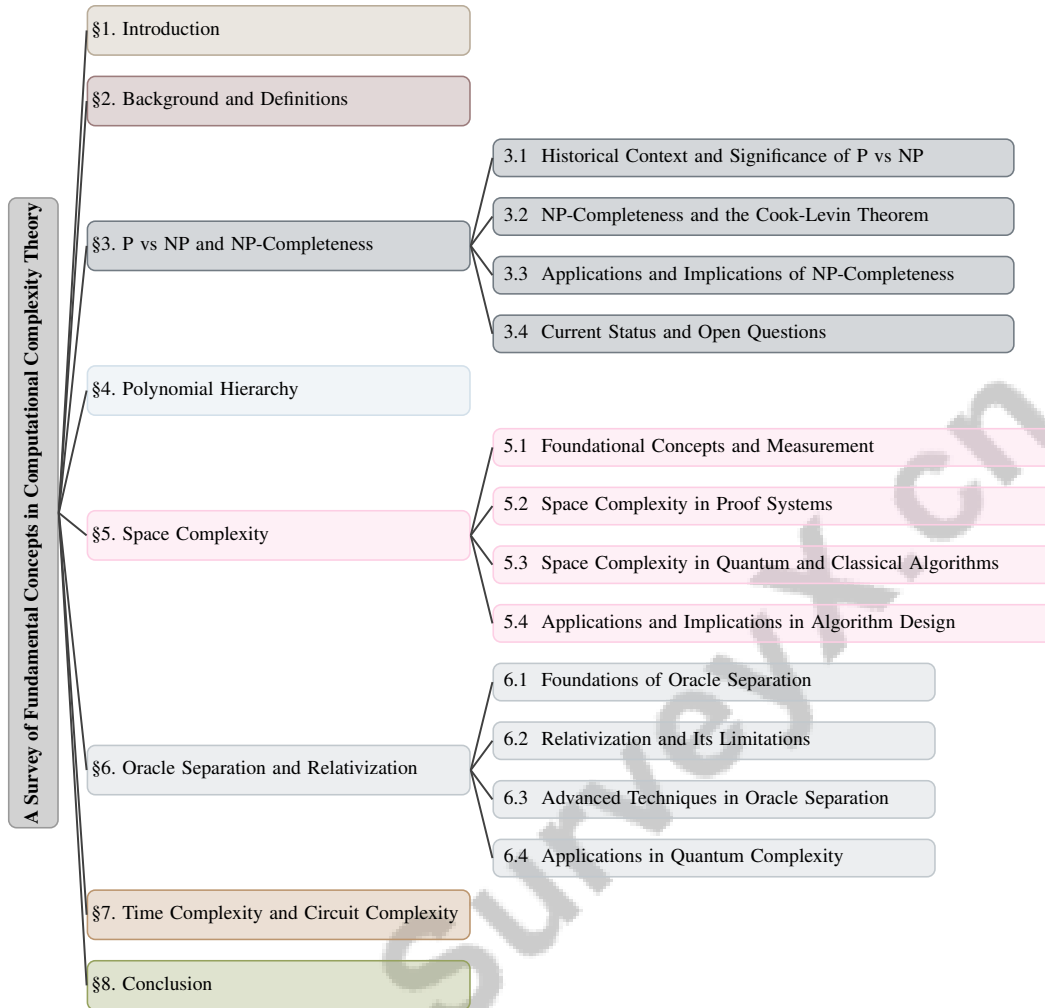 A Survey of Fundamental Concepts in Computational Complexity Theory
§1. Introduction
§2. Background and Definitions
§3. P vs NP and NP-Completeness
3.1 Historical Context and Significance of P vs NP
3.2 NP-Completeness and the Cook-Levin Theorem
3.3 Applications and Implications of NP-Completeness
3.4 Current Status and Open Questions
§4. Polynomial Hierarchy
§5. Space Complexity
5.1 Foundational Concepts and Measurement
5.2 Space Complexity in Proof Systems
5.3 Space Complexity in Quantum and Classical Algorithms
5.4 Applications and Implications in Algorithm Design
§6. Oracle Separation and Relativization
6.1 Foundations of Oracle Separation
6.2 Relativization and Its Limitations
6.3 Advanced Techniques in Oracle Separation
6.4 Applications in Quantum Complexity
§7. Time Complexity and Circuit Complexity
§8. Conclusion
SurveyX.cn